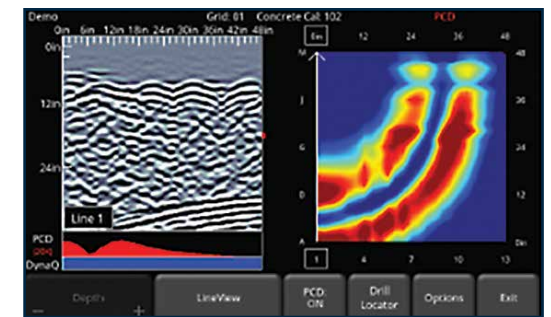 Demo Grid: 01 Concrete Cal: 102 PCD
0in 6in 12in 18in 24in 30in 36in 42in 48in
0in
12in
24in
Line 1
PCD
DynaQ
0in 12 24 36 48
M 48
J 36
G 24
D 12
A 0in
1 4 7 10 13
Depth
- +
LineView
PCD:
ON
Drill
Locator
Options
Exit